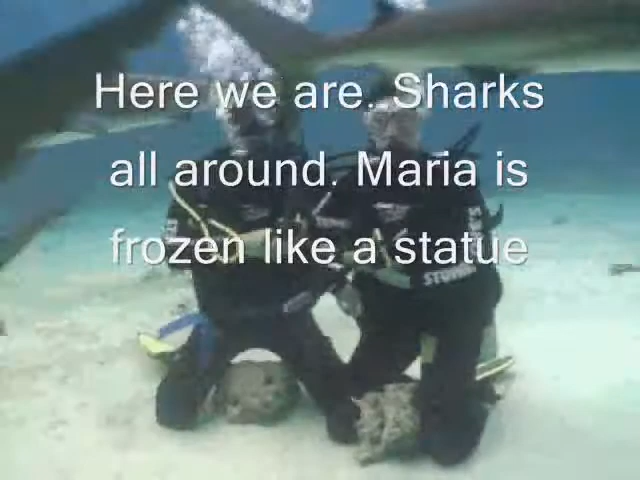 Here we are. Sharks
all around. Maria is
frozen like a statue